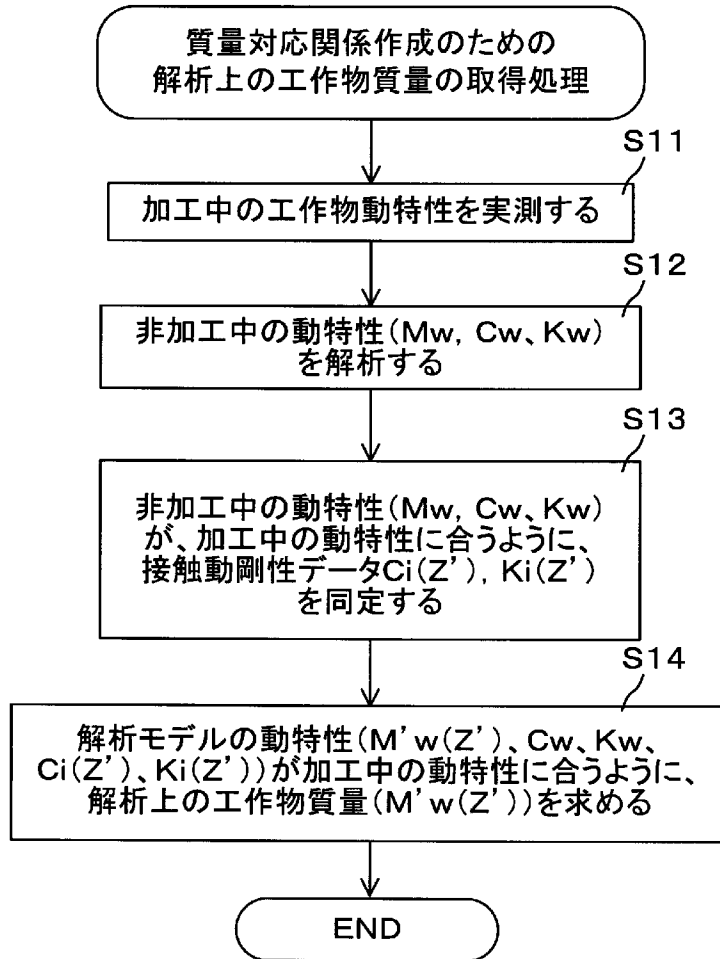 質量対応関係作成のための
解析上の工作物質量の取得処理
S11
加工中の工作物動特性を実測する
S12
非加工中の動特性(Mw, Cw、Kw)
を解析する
S13
非加工中の動特性(Mw, Cw、Kw)
が、加工中の動特性に合うように、
接触動剛性データCi(Z'), Ki(Z')
を同定する
S14
解析モデルの動特性(M'w(Z')、Cw、Kw、
Ci(Z')、Ki(Z'))が加工中の動特性に合うように、
解析上の工作物質量(M'w(Z'))を求める
END